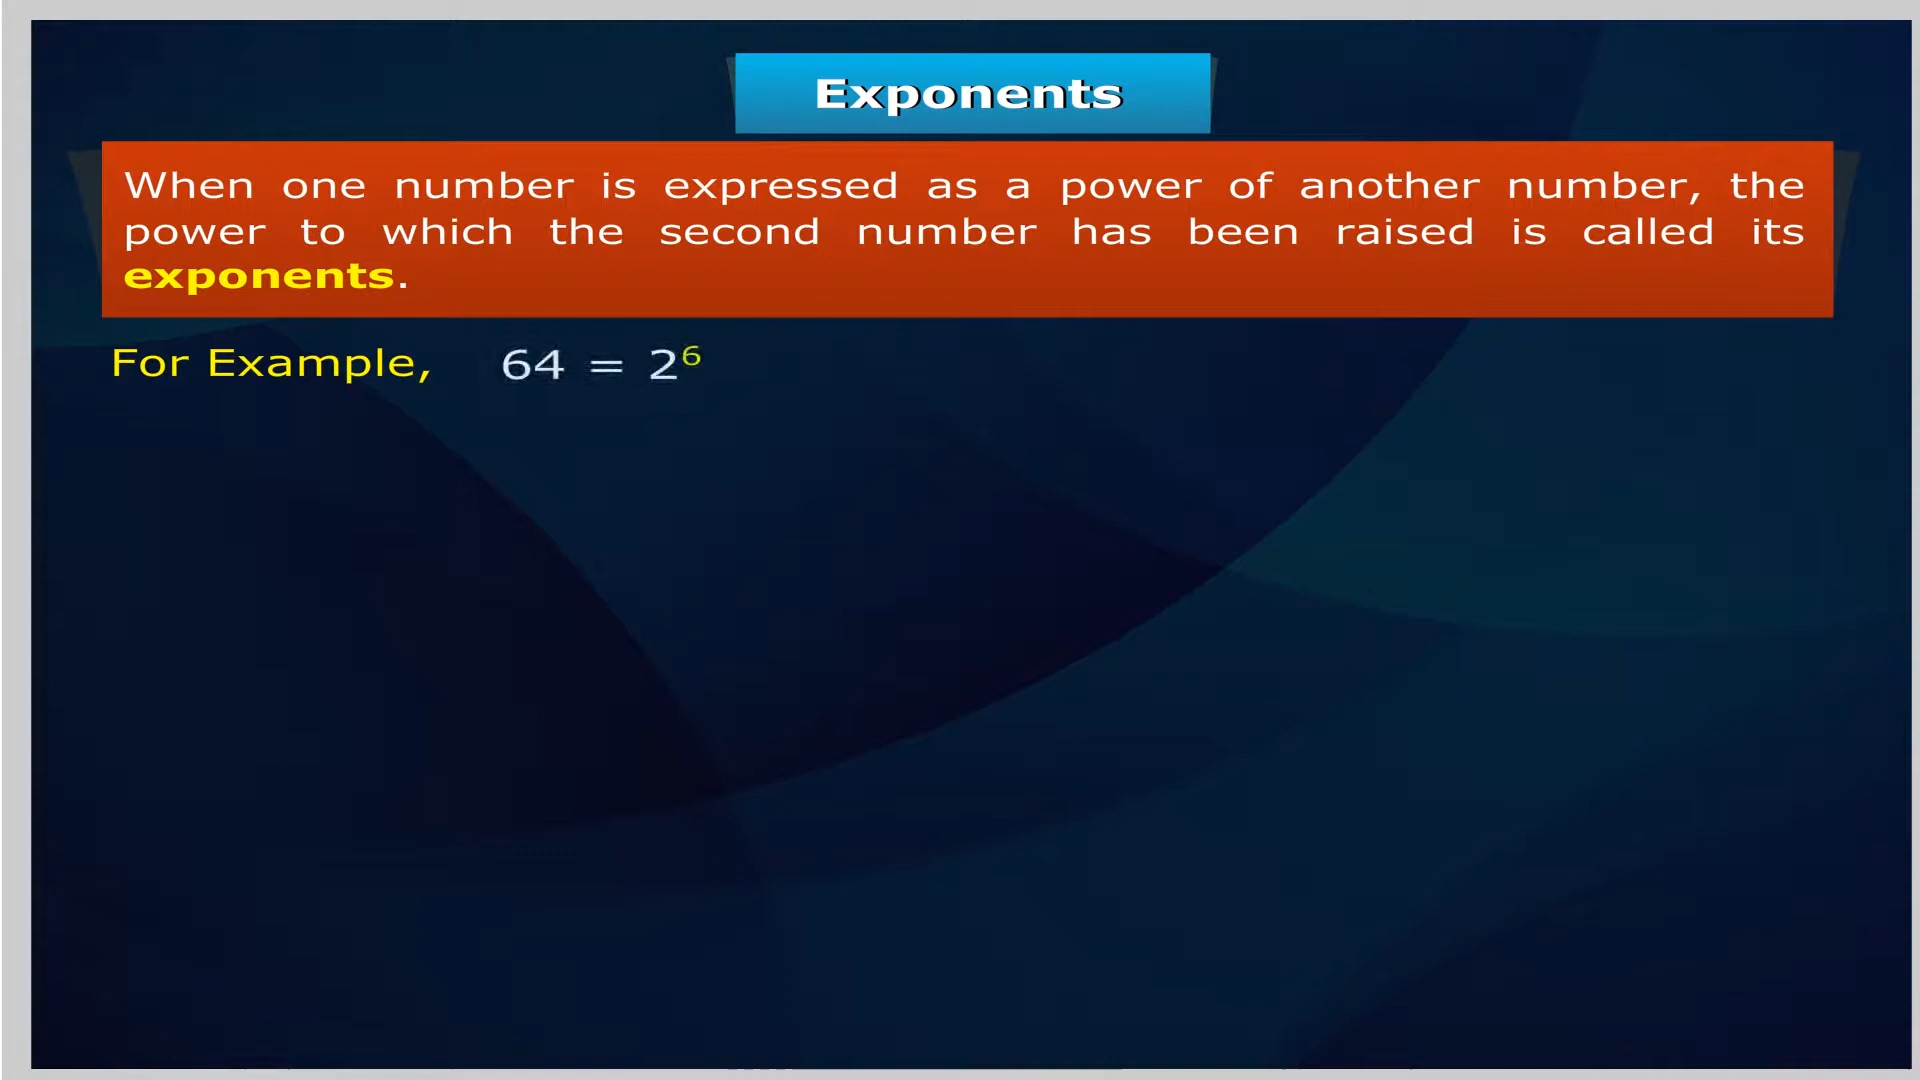 Exponents
When one number is expressed as a power of another number, the
power to which the second number has been raised is called its
exponents.
For Example, 64 = 2⁶